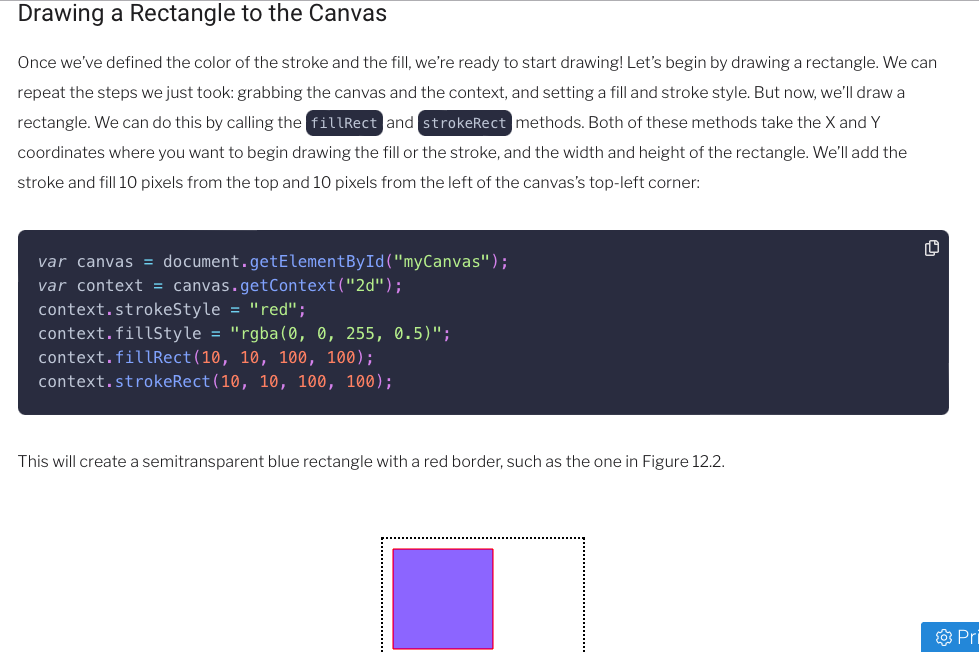 Drawing a Rectangle to the Canvas
Once we’ve defined the color of the stroke and the fill, we’re ready to start drawing! Let’s begin by drawing a rectangle. We can
repeat the steps we just took: grabbing the canvas and the context, and setting a fill and stroke style. But now, we’ll draw a
rectangle. We can do this by calling the fillRect and strokeRect methods. Both of these methods take the X and Y
coordinates where you want to begin drawing the fill or the stroke, and the width and height of the rectangle. We’ll add the
stroke and fill 10 pixels from the top and 10 pixels from the left of the canvas’s top-left corner:
var canvas = document.getElementById("myCanvas");
var context = canvas.getContext("2d");
context.strokeStyle = "red";
context.fillStyle = "rgba(0, 0, 255, 0.5)";
context.fillRect(10, 10, 100, 100);
context.strokeRect(10, 10, 100, 100);
This will create a semitransparent blue rectangle with a red border, such as the one in Figure 12.2.